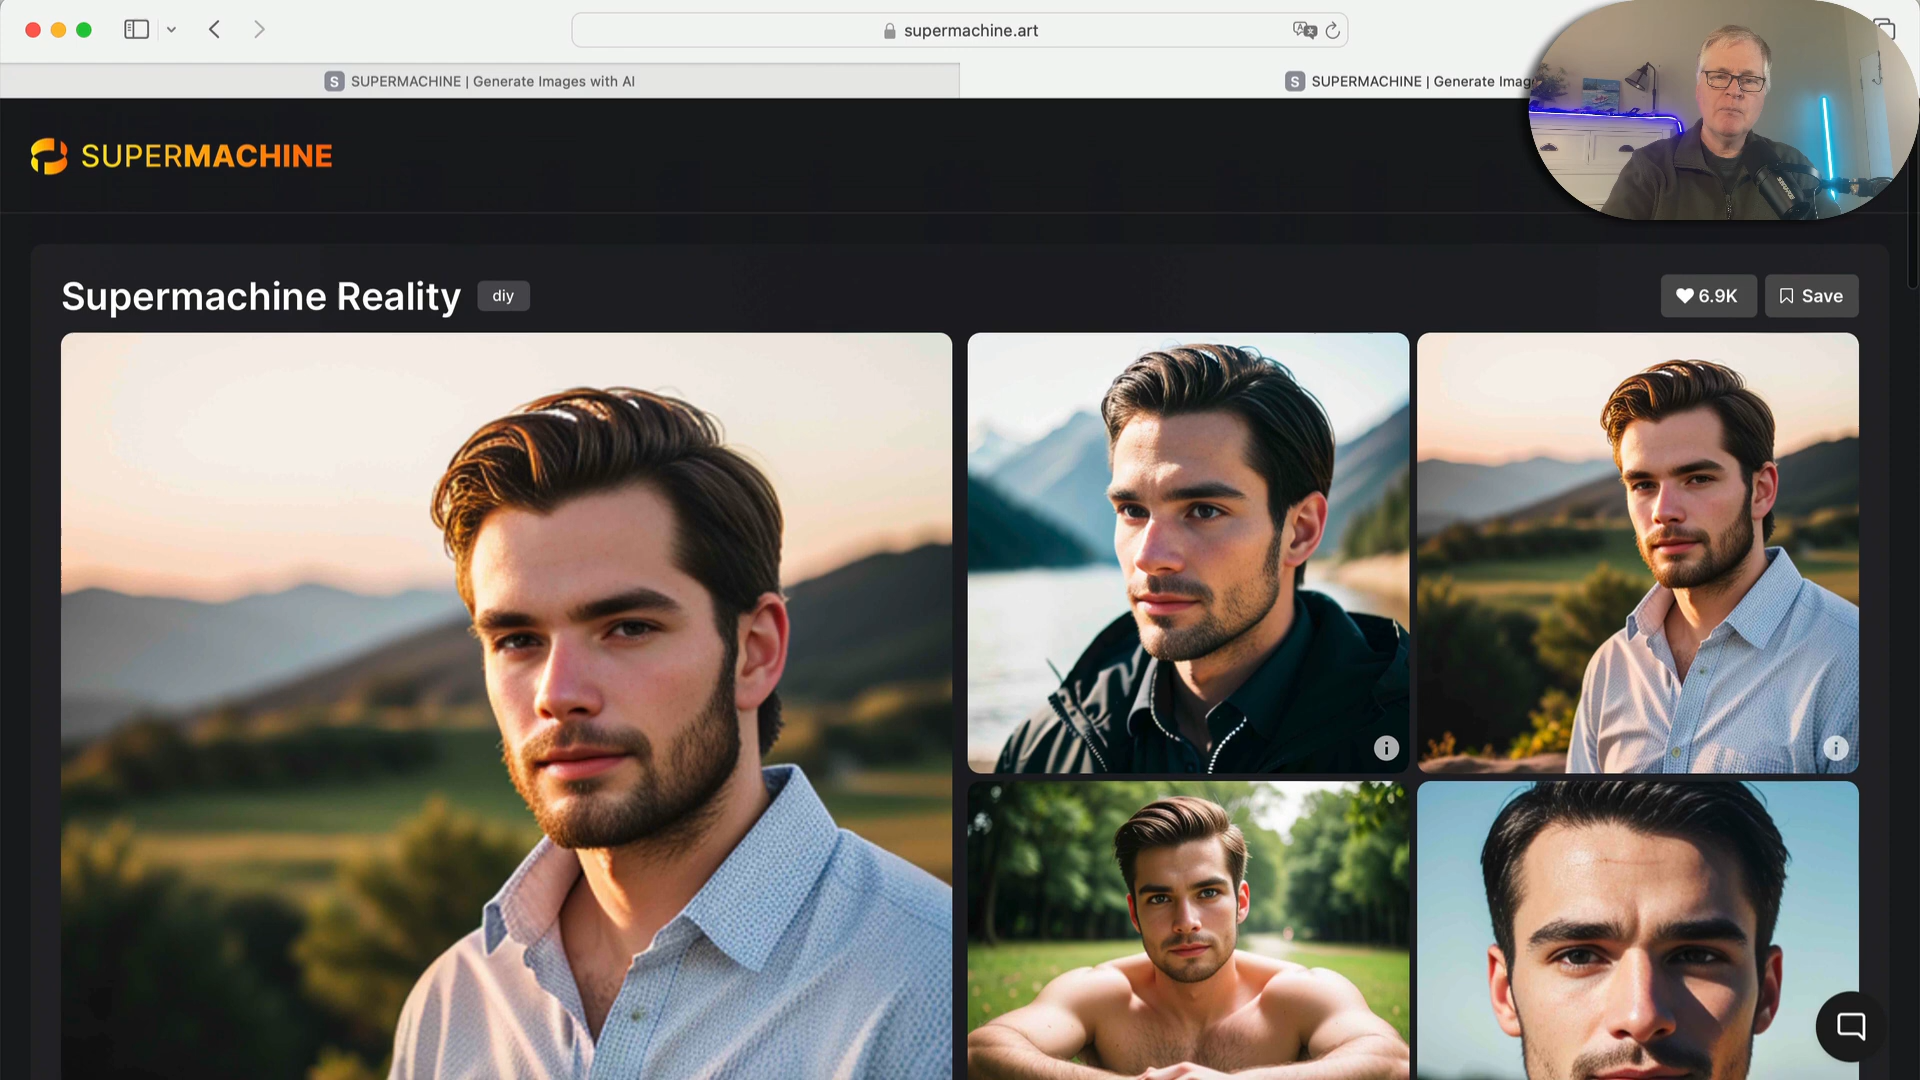 supermachine.art
S SUPERMACHINE | Generate Images with AI
S SUPERMACHINE | Generate Imag
SUPERMACHINE
Supermachine Reality
diy
6.9K
Save